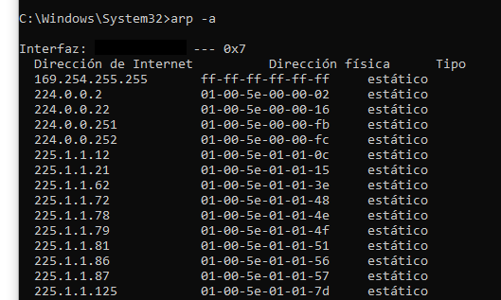 C:\Windows\System32>arp -a
Interfaz: --- 0x7
Dirección de Internet Dirección física Tipo
169.254.255.255 ff-ff-ff-ff-ff-ff estático
224.0.0.2 01-00-5e-00-00-02 estático
224.0.0.22 01-00-5e-00-00-16 estático
224.0.0.251 01-00-5e-00-00-fb estático
224.0.0.252 01-00-5e-00-00-fc estático
225.1.1.12 01-00-5e-01-01-0c estático
225.1.1.21 01-00-5e-01-01-15 estático
225.1.1.62 01-00-5e-01-01-3e estático
225.1.1.72 01-00-5e-01-01-48 estático
225.1.1.78 01-00-5e-01-01-4e estático
225.1.1.79 01-00-5e-01-01-4f estático
225.1.1.81 01-00-5e-01-01-51 estático
225.1.1.86 01-00-5e-01-01-56 estático
225.1.1.87 01-00-5e-01-01-57 estático
225.1.1.125 01-00-5e-01-01-7d estático